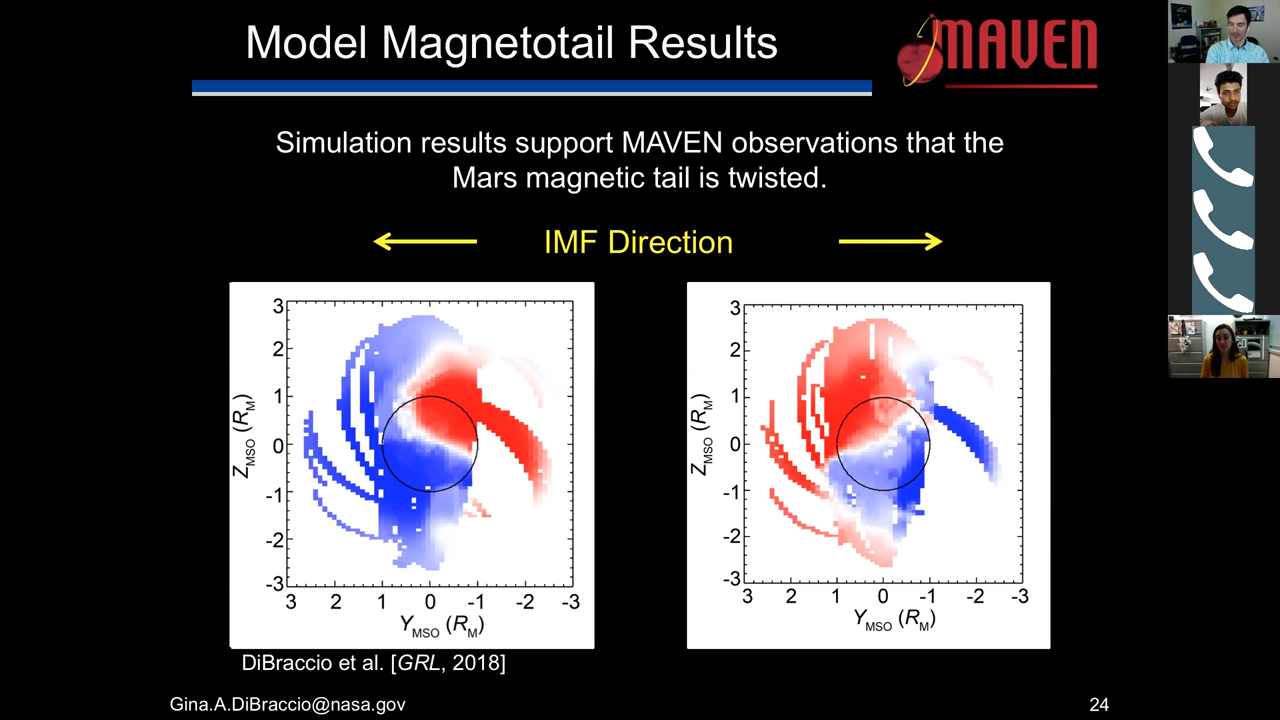 Model Magnetotail Results
MAVEN
Simulation results support MAVEN observations that the
Mars magnetic tail is twisted.
IMF Direction
3
2
1
0
-1
-2
-3
Z_MSO (R_M)
3 2 1 0 -1 -2 -3
Y_MSO (R_M)
3
2
1
0
-1
-2
-3
Z_MSO (R_M)
3 2 1 0 -1 -2 -3
Y_MSO (R_M)
DiBraccio et al. [GRL, 2018]
Gina.A.DiBraccio@nasa.gov
24